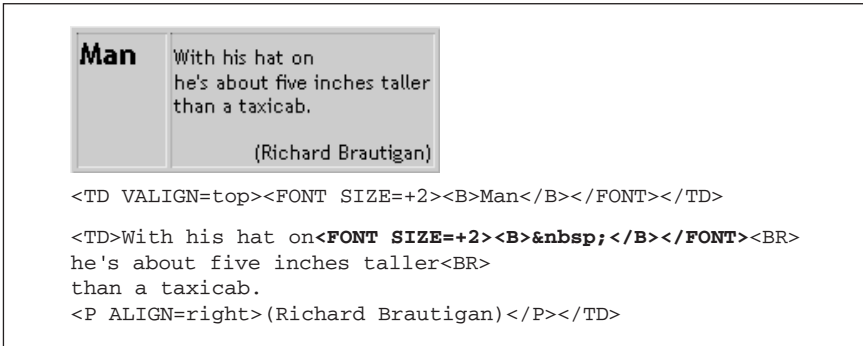 Man
With his hat on
he's about five inches taller
than a taxicab.
(Richard Brautigan)
<TD VALIGN=top><FONT SIZE=+2><B>Man</B></FONT></TD>
<TD>With his hat on<FONT SIZE=+2><B>&nbsp;</B></FONT><BR>
he's about five inches taller<BR>
than a taxicab.
<P ALIGN=right>(Richard Brautigan)</P></TD>